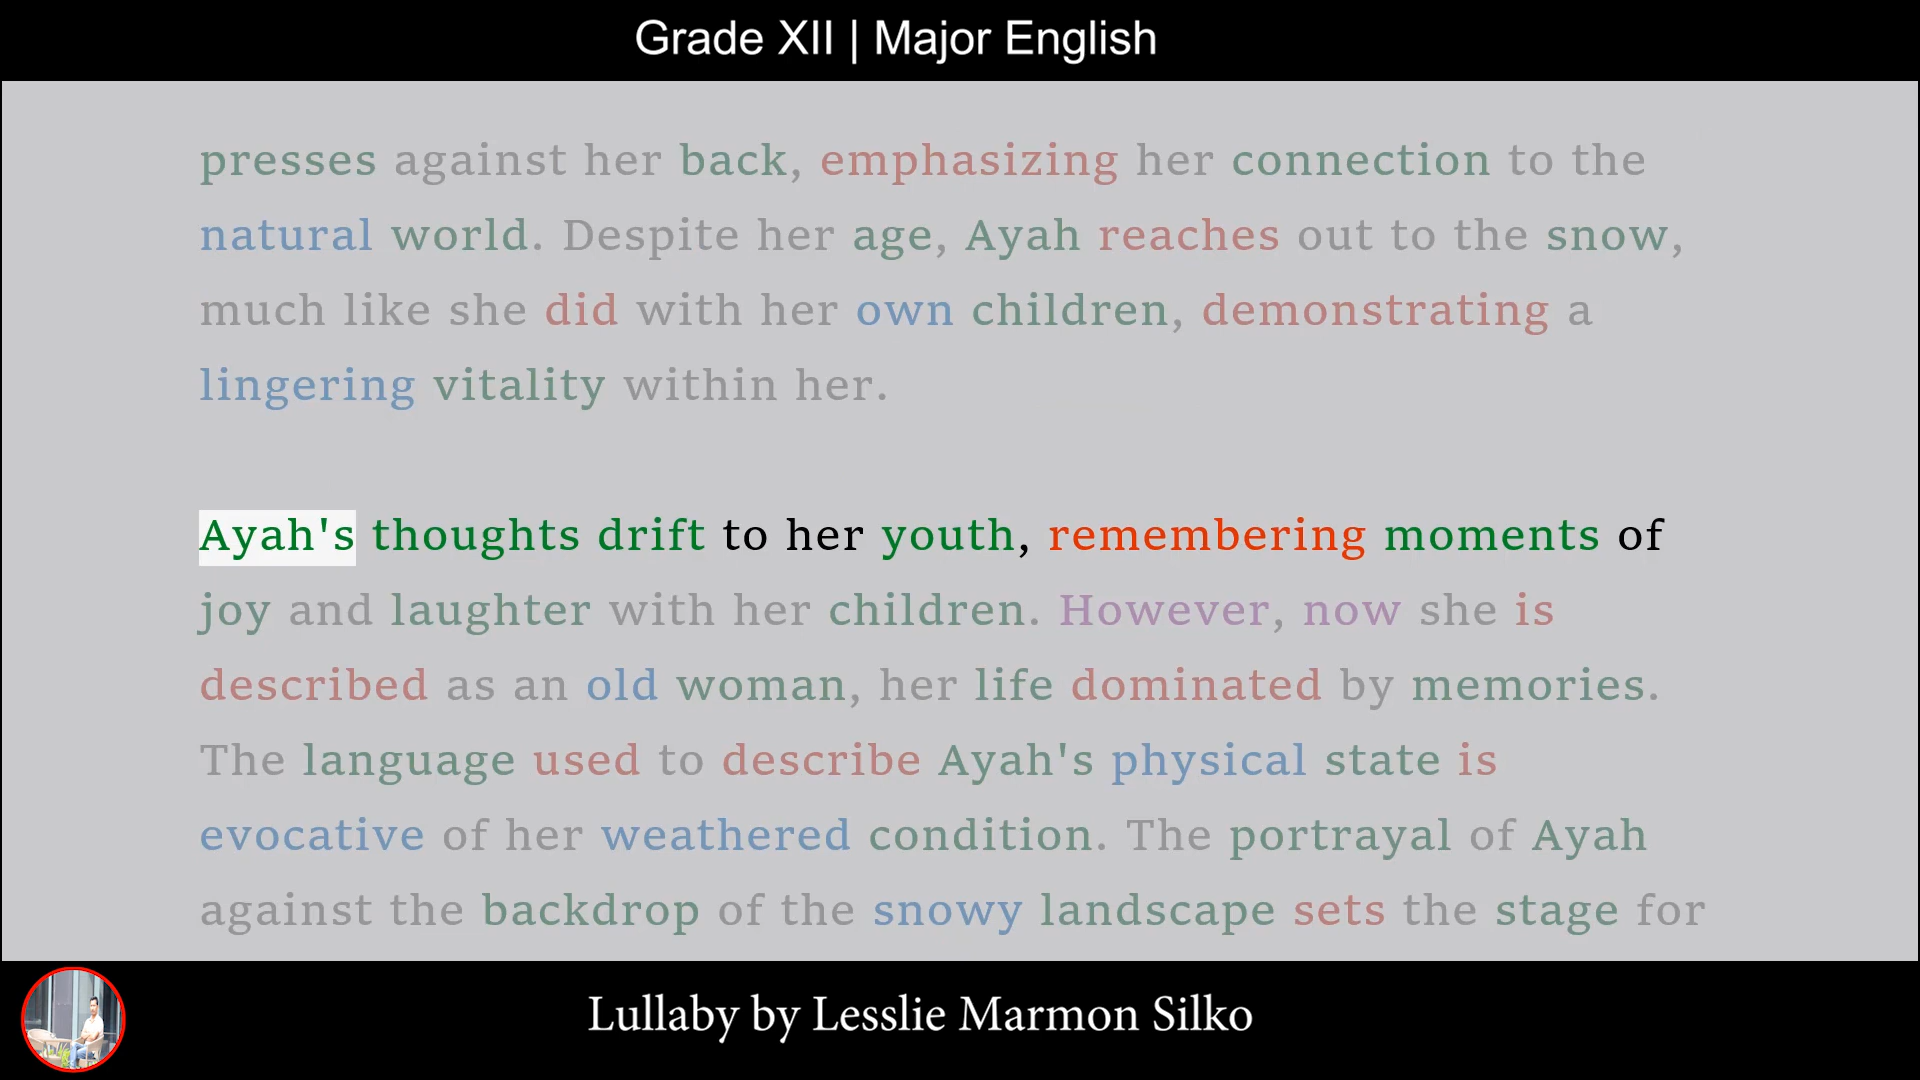 Grade XII | Major English
presses against her back, emphasizing her connection to the
natural world. Despite her age, Ayah reaches out to the snow,
much like she did with her own children, demonstrating a
lingering vitality within her.
Ayah's thoughts drift to her youth, remembering moments of
joy and laughter with her children. However, now she is
described as an old woman, her life dominated by memories.
The language used to describe Ayah's physical state is
evocative of her weathered condition. The portrayal of Ayah
against the backdrop of the snowy landscape sets the stage for
Lullaby by Lesslie Marmon Silko